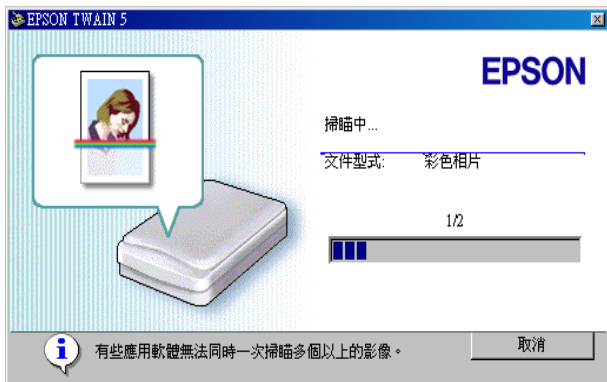 EPSON TWAIN 5
EPSON
掃瞄中...
文件型式: 彩色相片
1/2
有些應用軟體無法同時一次掃瞄多個以上的影像。
取消